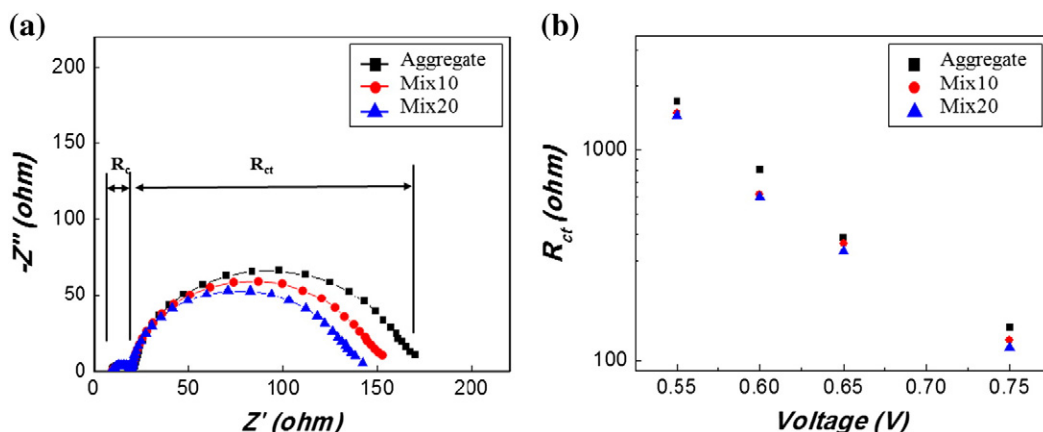 (a)
200
150
100
50
0
-Z'' (ohm)
Aggregate
Mix10
Mix20
Rc
Rct
0 50 100 150 200
Z' (ohm)
(b)
1000
100
Rct (ohm)
Aggregate
Mix10
Mix20
0.55 0.60 0.65 0.70 0.75
Voltage (V)